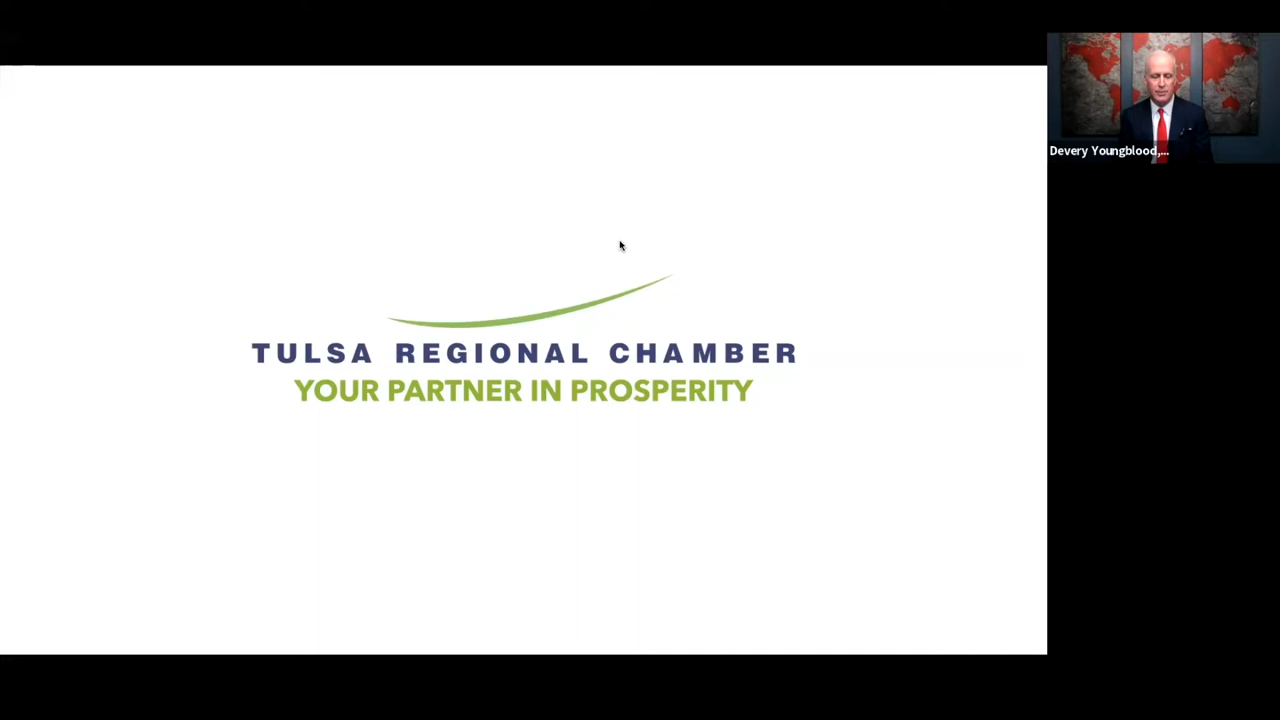 TULSA REGIONAL CHAMBER
YOUR PARTNER IN PROSPERITY
Devery Youngblood,...